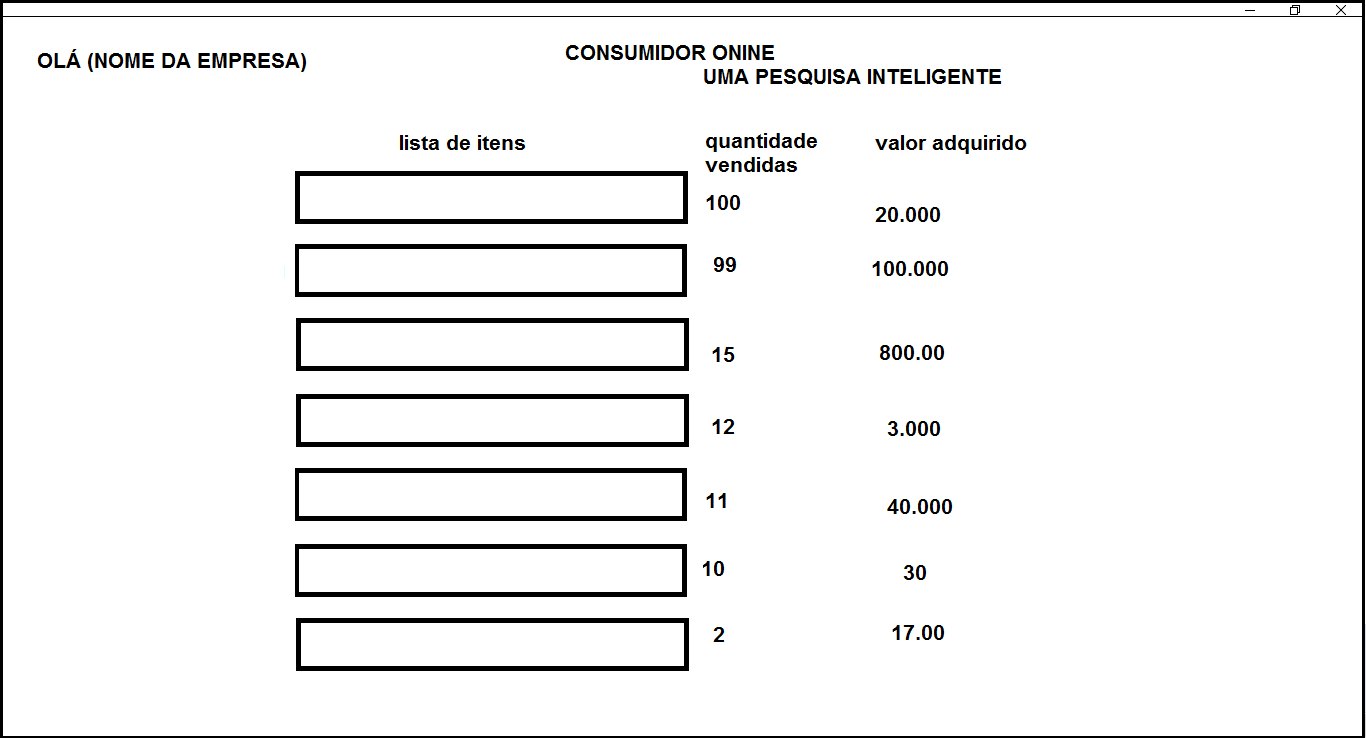 OLÁ (NOME DA EMPRESA)
CONSUMIDOR ONINE
UMA PESQUISA INTELIGENTE
lista de itens
quantidade
vendidas
valor adquirido
100
20.000
99
100.000
15
800.00
12
3.000
11
40.000
10
30
2
17.00